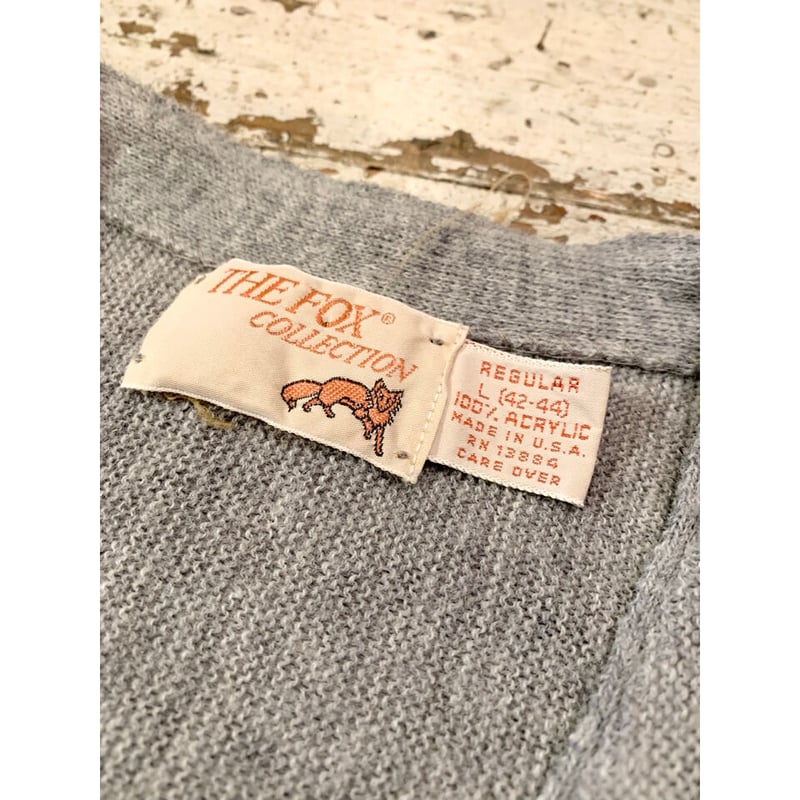 THE FOX®
COLLECTION
REGULAR
L (42-44)
100% ACRYLIC
MADE IN U.S.A.
RN 13884
CARE OVER